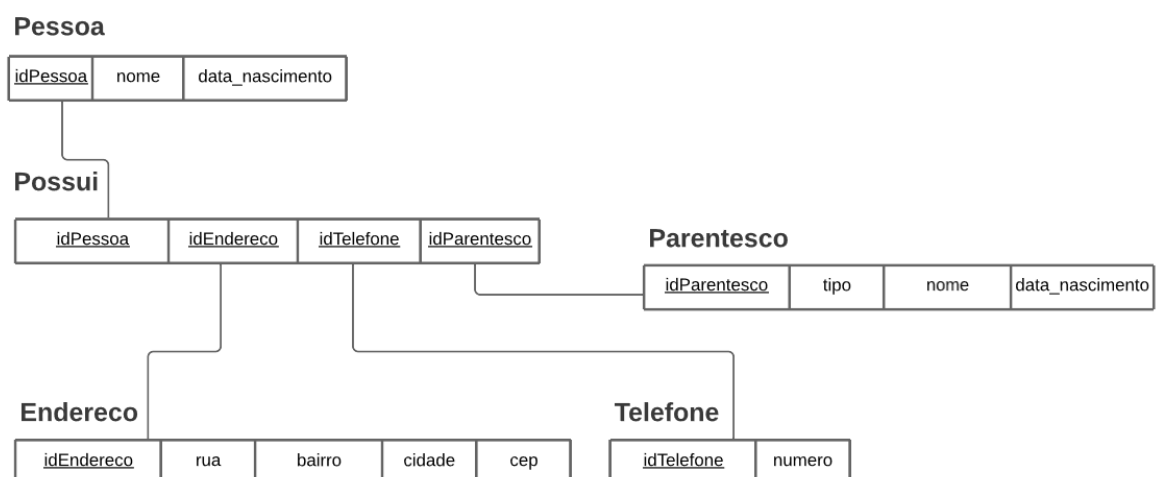 Pessoa
idPessoa nome data_nascimento
Possui
idPessoa idEndereco idTelefone idParentesco
Parentesco
idParentesco tipo nome data_nascimento
Endereco
idEndereco rua bairro cidade cep
Telefone
idTelefone numero